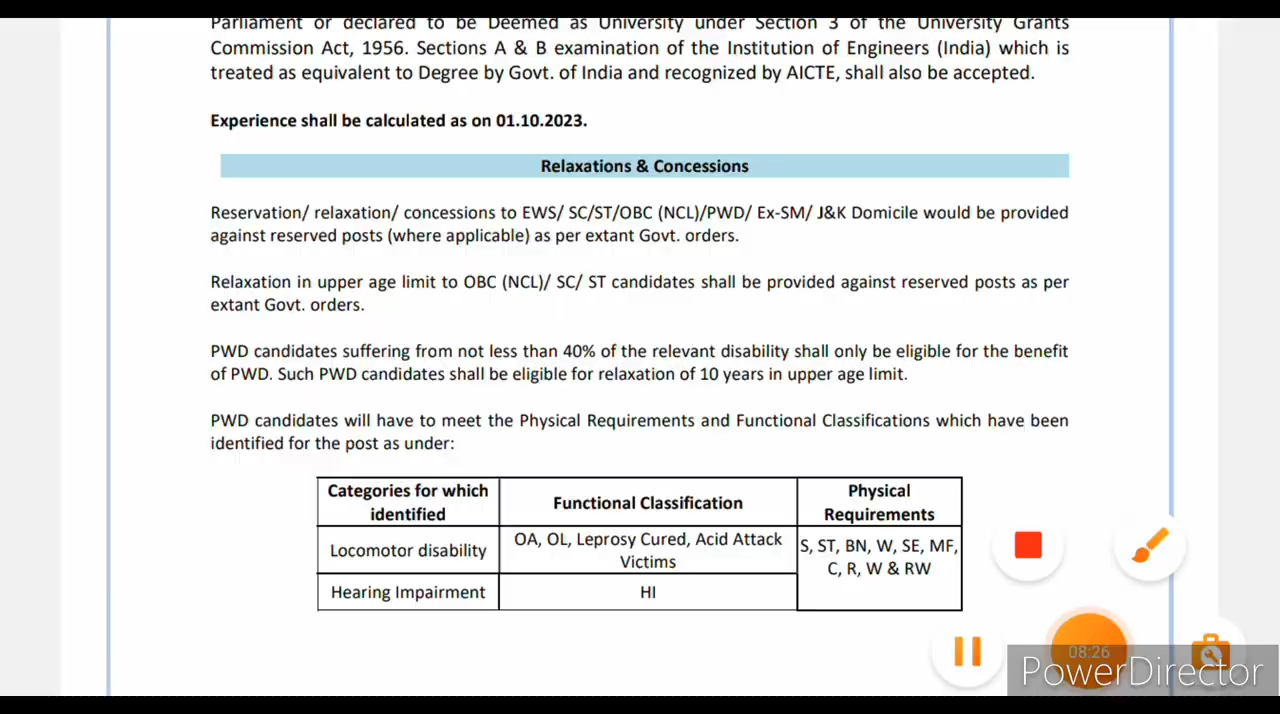 Parliament or declared to be Deemed as University under Section 3 of the University Grants
Commission Act, 1956. Sections A & B examination of the Institution of Engineers (India) which is
treated as equivalent to Degree by Govt. of India and recognized by AICTE, shall also be accepted.
Experience shall be calculated as on 01.10.2023.
Relaxations & Concessions
Reservation/ relaxation/ concessions to EWS/ SC/ST/OBC (NCL)/PWD/ Ex-SM/ J&K Domicile would be provided
against reserved posts (where applicable) as per extant Govt. orders.
Relaxation in upper age limit to OBC (NCL)/ SC/ ST candidates shall be provided against reserved posts as per
extant Govt. orders.
PWD candidates suffering from not less than 40% of the relevant disability shall only be eligible for the benefit
of PWD. Such PWD candidates shall be eligible for relaxation of 10 years in upper age limit.
PWD candidates will have to meet the Physical Requirements and Functional Classifications which have been
identified for the post as under:
Categories for which
identified
Functional Classification
Physical
Requirements
Locomotor disability
OA, OL, Leprosy Cured, Acid Attack
Victims
S, ST, BN, W, SE, MF,
C, R, W & RW
Hearing Impairment
HI
08:26
PowerDirector